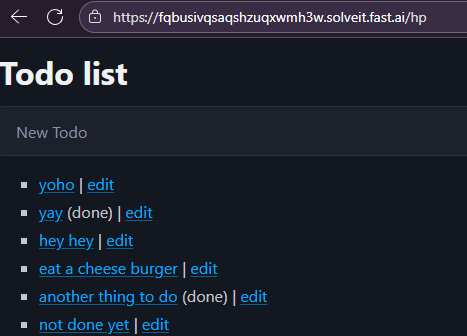 https://fqbusivqsaqshzuqxwmh3w.solveit.fast.ai/hp
Todo list
New Todo
yoho | edit
yay (done) | edit
hey hey | edit
eat a cheese burger | edit
another thing to do (done) | edit
not done yet | edit